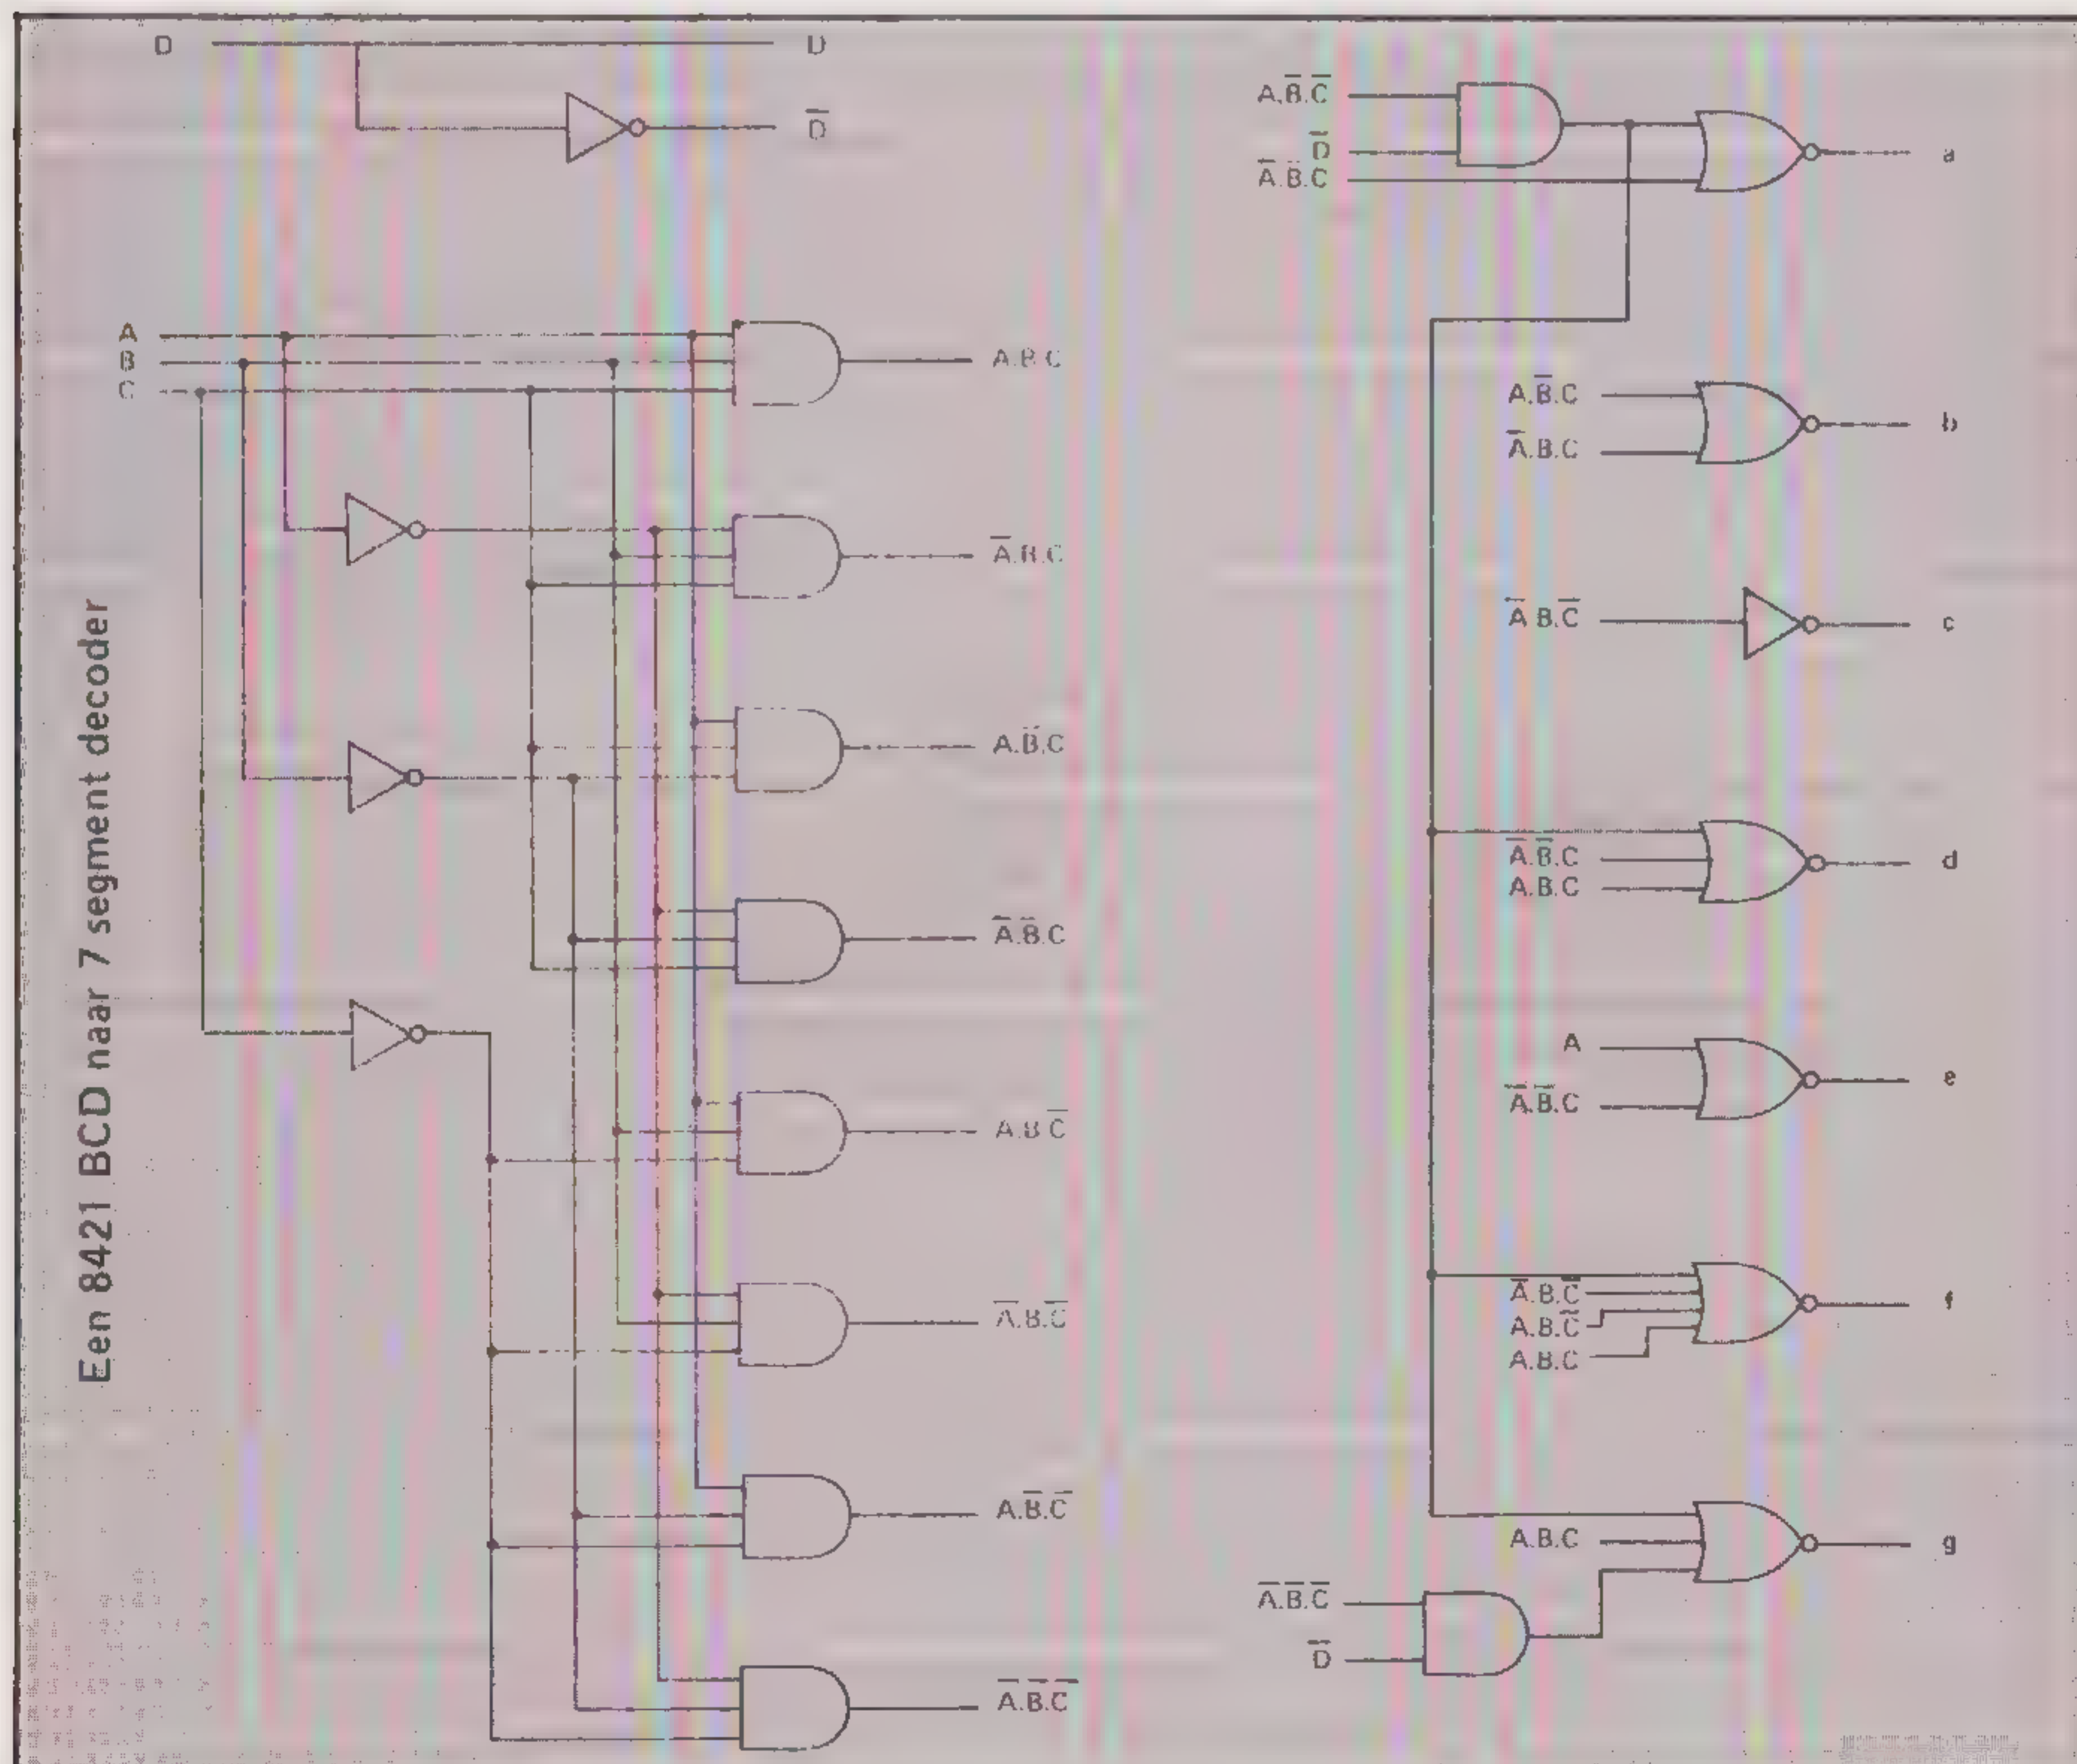 Een 8421 BCD naar 7 segment decoder
D
D
D̅
A
B
C
A.B.C
A̅.B.C
A.B̅.C
A̅.B̅.C
A.B.C̅
A̅.B.C̅
A.B̅.C̅
A̅.B̅.C̅
A.B̅.C̅
D̅
A̅.B̅.C
a
A.B̅.C
A̅.B.C
b
A̅.B.C̅
c
A̅.B̅.C
A.B.C
d
A
A̅.B̅.C
e
A̅.B.C̅
A.B.C̅
A.B.C
f
A.B.C
g
A̅.B̅.C̅
D̅